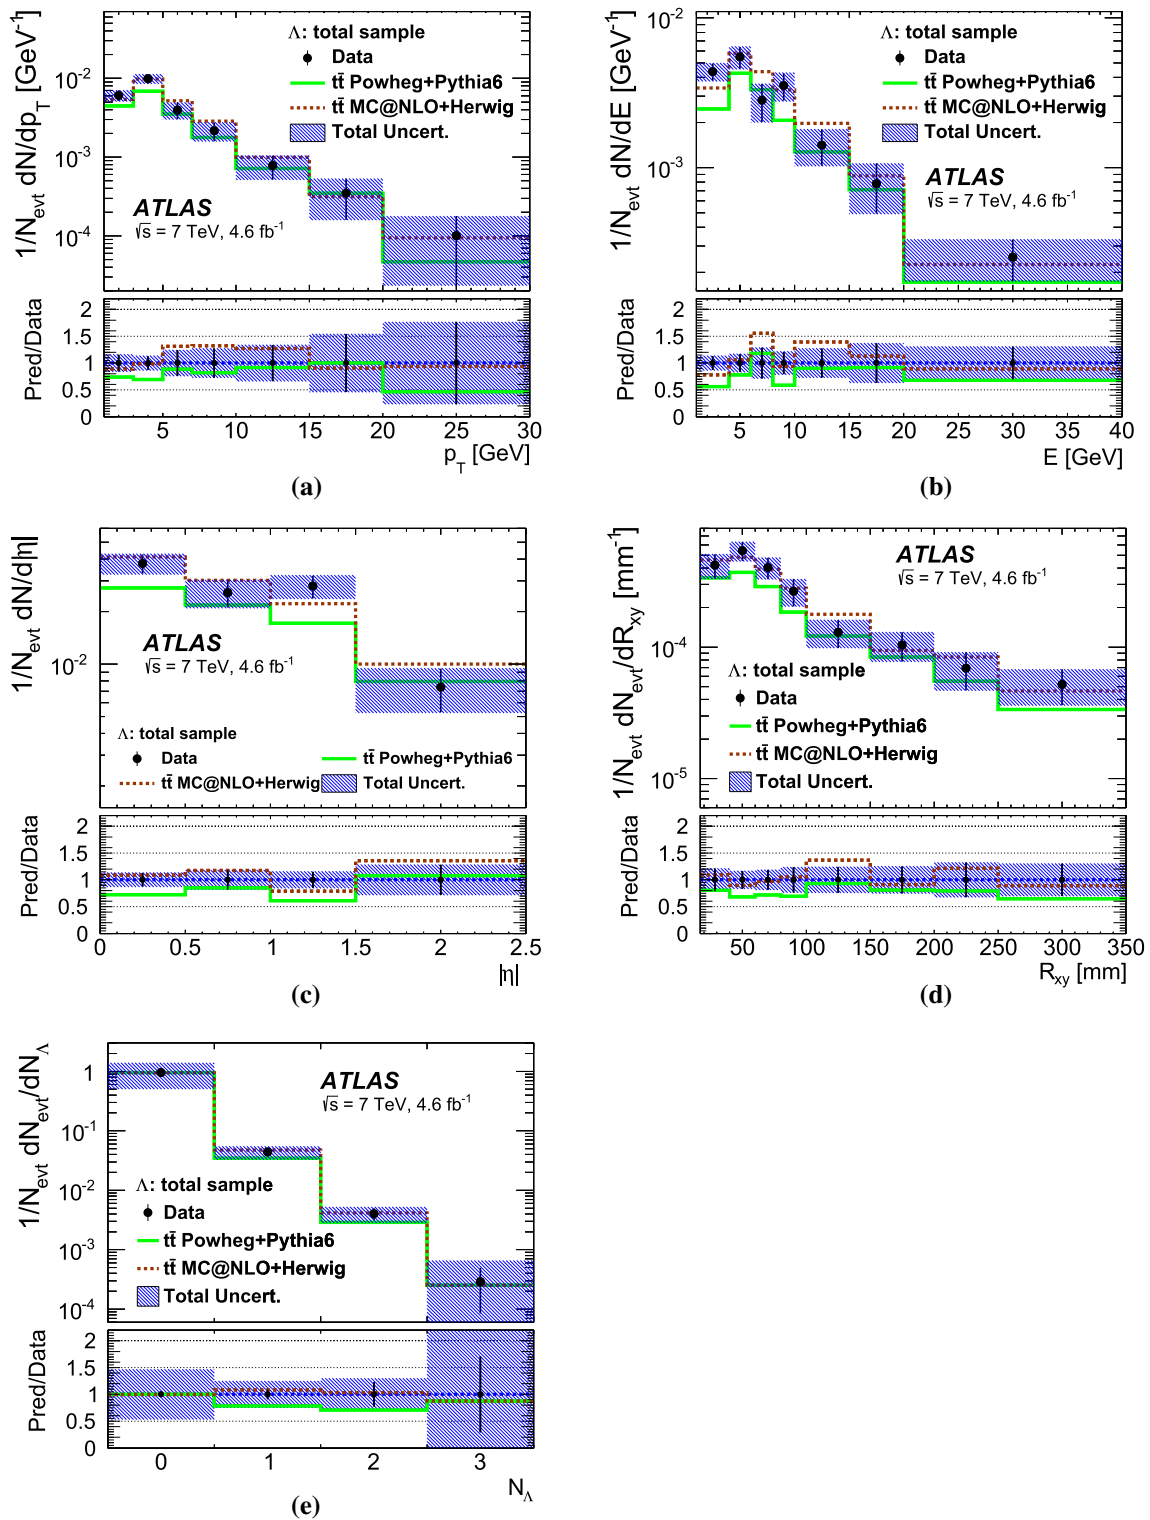 1/N_evt dN/dp_T [GeV^-1]
Λ: total sample
Data
tt̄ Powheg+Pythia6
tt̄ MC@NLO+Herwig
Total Uncert.
10^-2
10^-3
10^-4
ATLAS
√s = 7 TeV, 4.6 fb^-1
Pred/Data
2
1.5
1
0.5
0
0 5 10 15 20 25 30
p_T [GeV]
(a)
1/N_evt dN/dE [GeV^-1]
Λ: total sample
Data
tt̄ Powheg+Pythia6
tt̄ MC@NLO+Herwig
Total Uncert.
10^-2
10^-3
ATLAS
√s = 7 TeV, 4.6 fb^-1
Pred/Data
2
1.5
1
0.5
0
5 10 15 20 25 30 35 40
E [GeV]
(b)
1/N_evt dN/d|η|
10^-2
ATLAS
√s = 7 TeV, 4.6 fb^-1
Λ: total sample
Data
tt̄ Powheg+Pythia6
tt̄ MC@NLO+Herwig
Total Uncert.
Pred/Data
2
1.5
1
0.5
0
0 0.5 1 1.5 2 2.5
|η|
(c)
1/N_evt dN_evt/dR_xy [mm^-1]
ATLAS
√s = 7 TeV, 4.6 fb^-1
10^-4
10^-5
Λ: total sample
Data
tt̄ Powheg+Pythia6
tt̄ MC@NLO+Herwig
Total Uncert.
Pred/Data
2
1.5
1
0.5
0
50 100 150 200 250 300 350
R_xy [mm]
(d)
1/N_evt dN_evt/dN_Λ
1
10^-1
10^-2
10^-3
10^-4
ATLAS
√s = 7 TeV, 4.6 fb^-1
Λ: total sample
Data
tt̄ Powheg+Pythia6
tt̄ MC@NLO+Herwig
Total Uncert.
Pred/Data
2
1.5
1
0.5
0
0 1 2 3
N_Λ
(e)